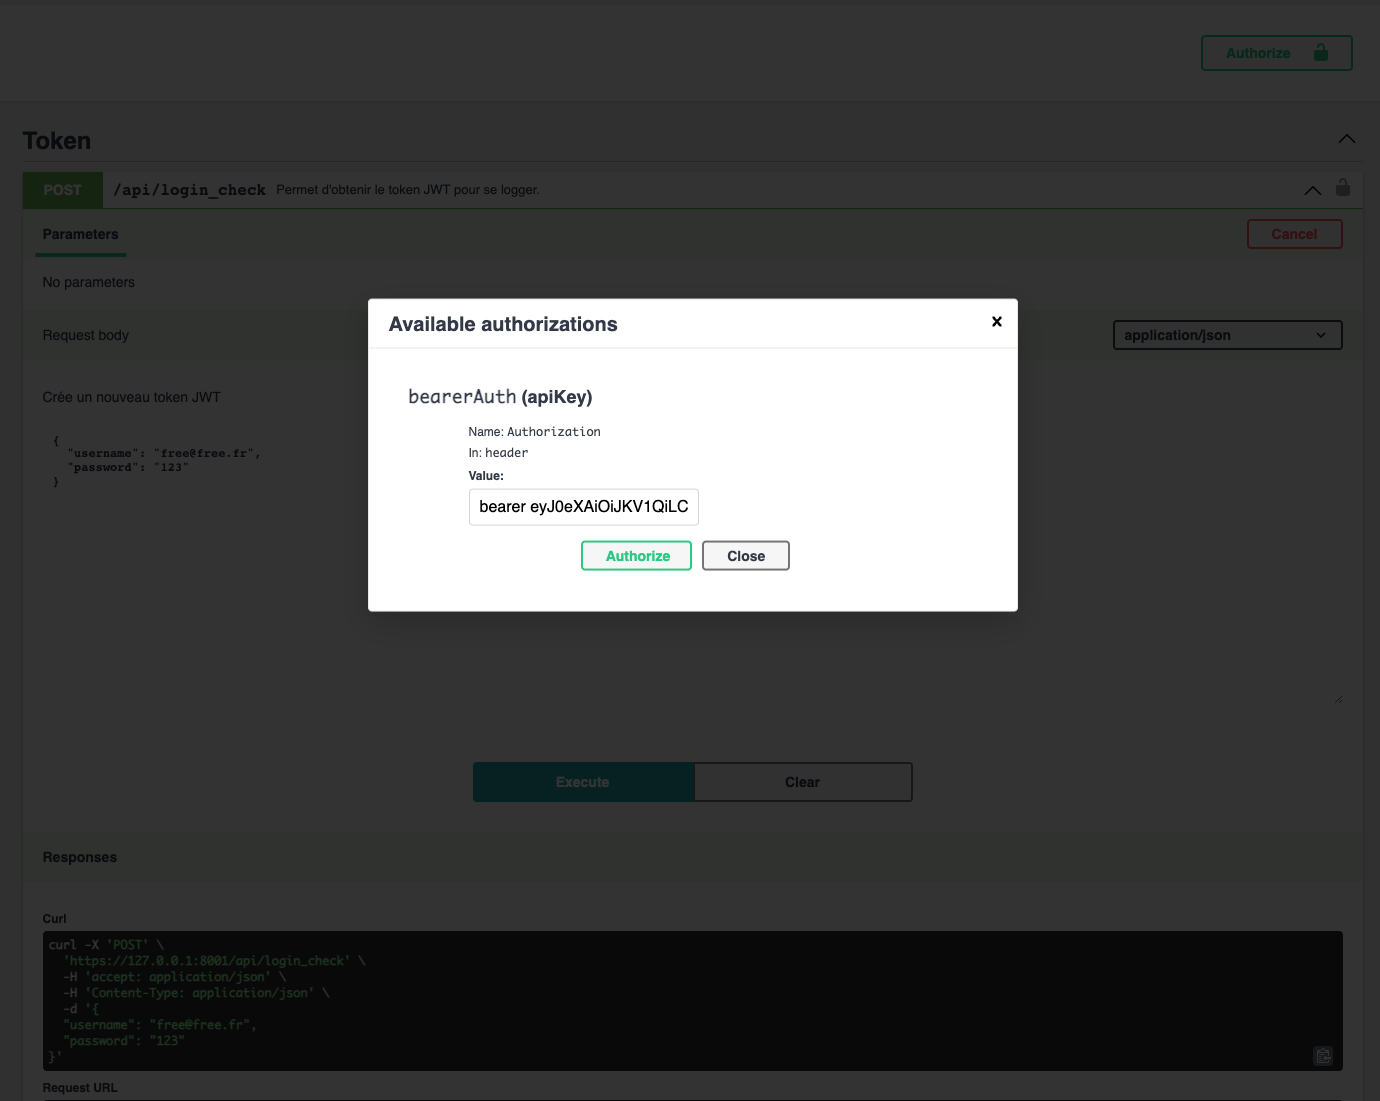 Authorize
Token
POST /api/login_check Permet d'obtenir le token JWT pour se logger.
Parameters
Cancel
No parameters
Request body
application/json
Crée un nouveau token JWT
{
"username": "free@free.fr",
"password": "123"
}
Available authorizations
bearerAuth (apiKey)
Name: Authorization
In: header
Value:
bearer eyJ0eXAiOiJKV1QiLC
Authorize Close
Execute Clear
Responses
Curl
curl -X 'POST' \
'https://127.0.0.1:8001/api/login_check' \
-H 'accept: application/json' \
-H 'Content-Type: application/json' \
-d '{
"username": "free@free.fr",
"password": "123"
}'
Request URL